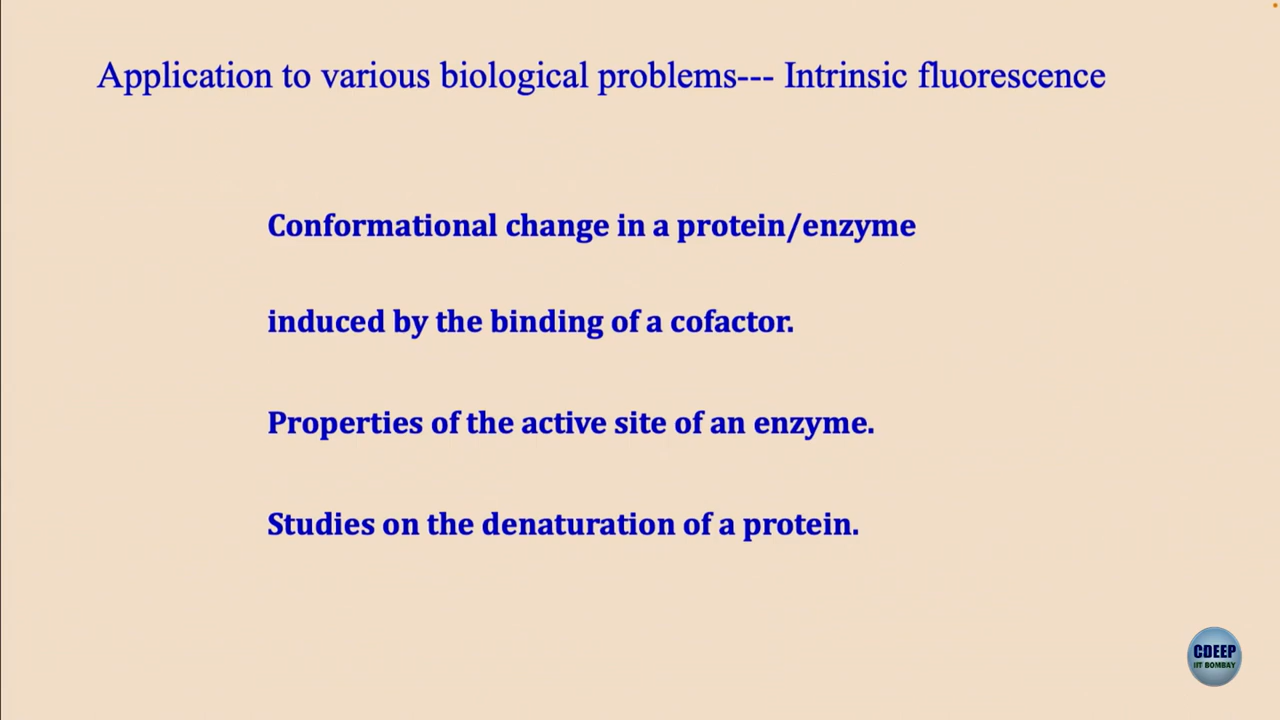 Application to various biological problems--- Intrinsic fluorescence
Conformational change in a protein/enzyme
induced by the binding of a cofactor.
Properties of the active site of an enzyme.
Studies on the denaturation of a protein.
CDEEP
IIT BOMBAY